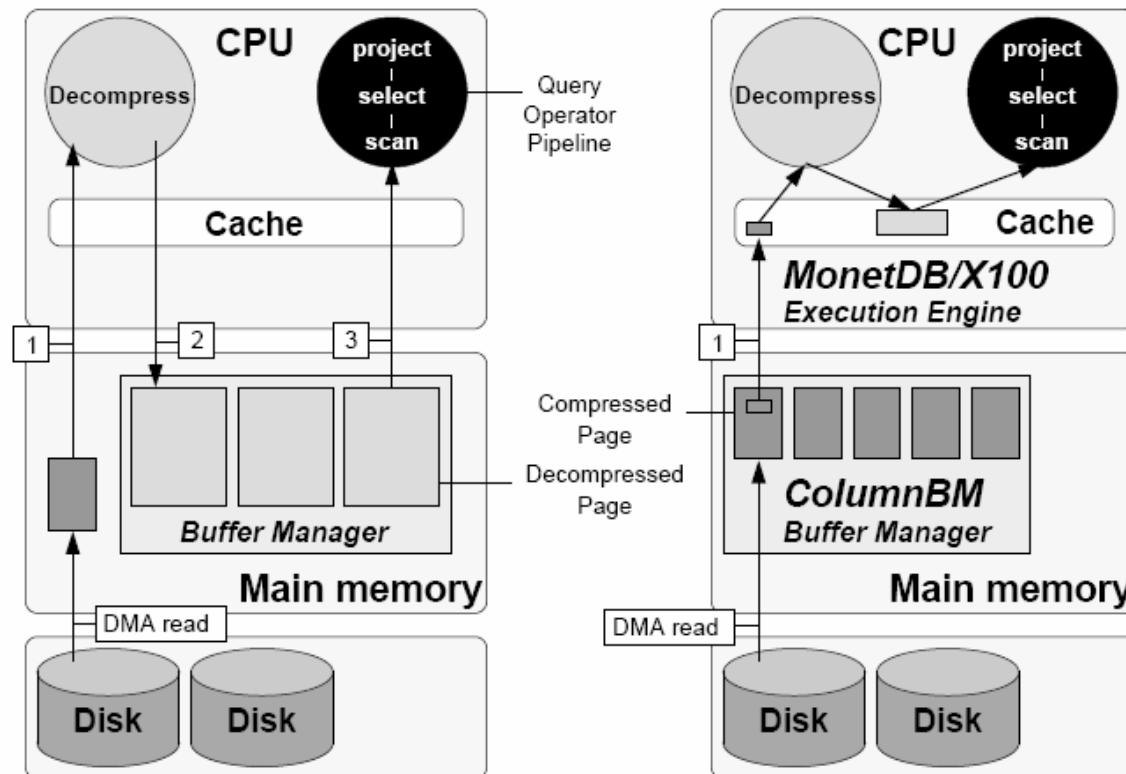 CPU
Decompress
project
select
scan
Query
Operator
Pipeline
Cache
1
2
3
Buffer Manager
Main memory
DMA read
Disk
Disk
Compressed
Page
Decompressed
Page
CPU
Decompress
project
select
scan
Cache
MonetDB/X100
Execution Engine
1
ColumnBM
Buffer Manager
Main memory
DMA read
Disk
Disk